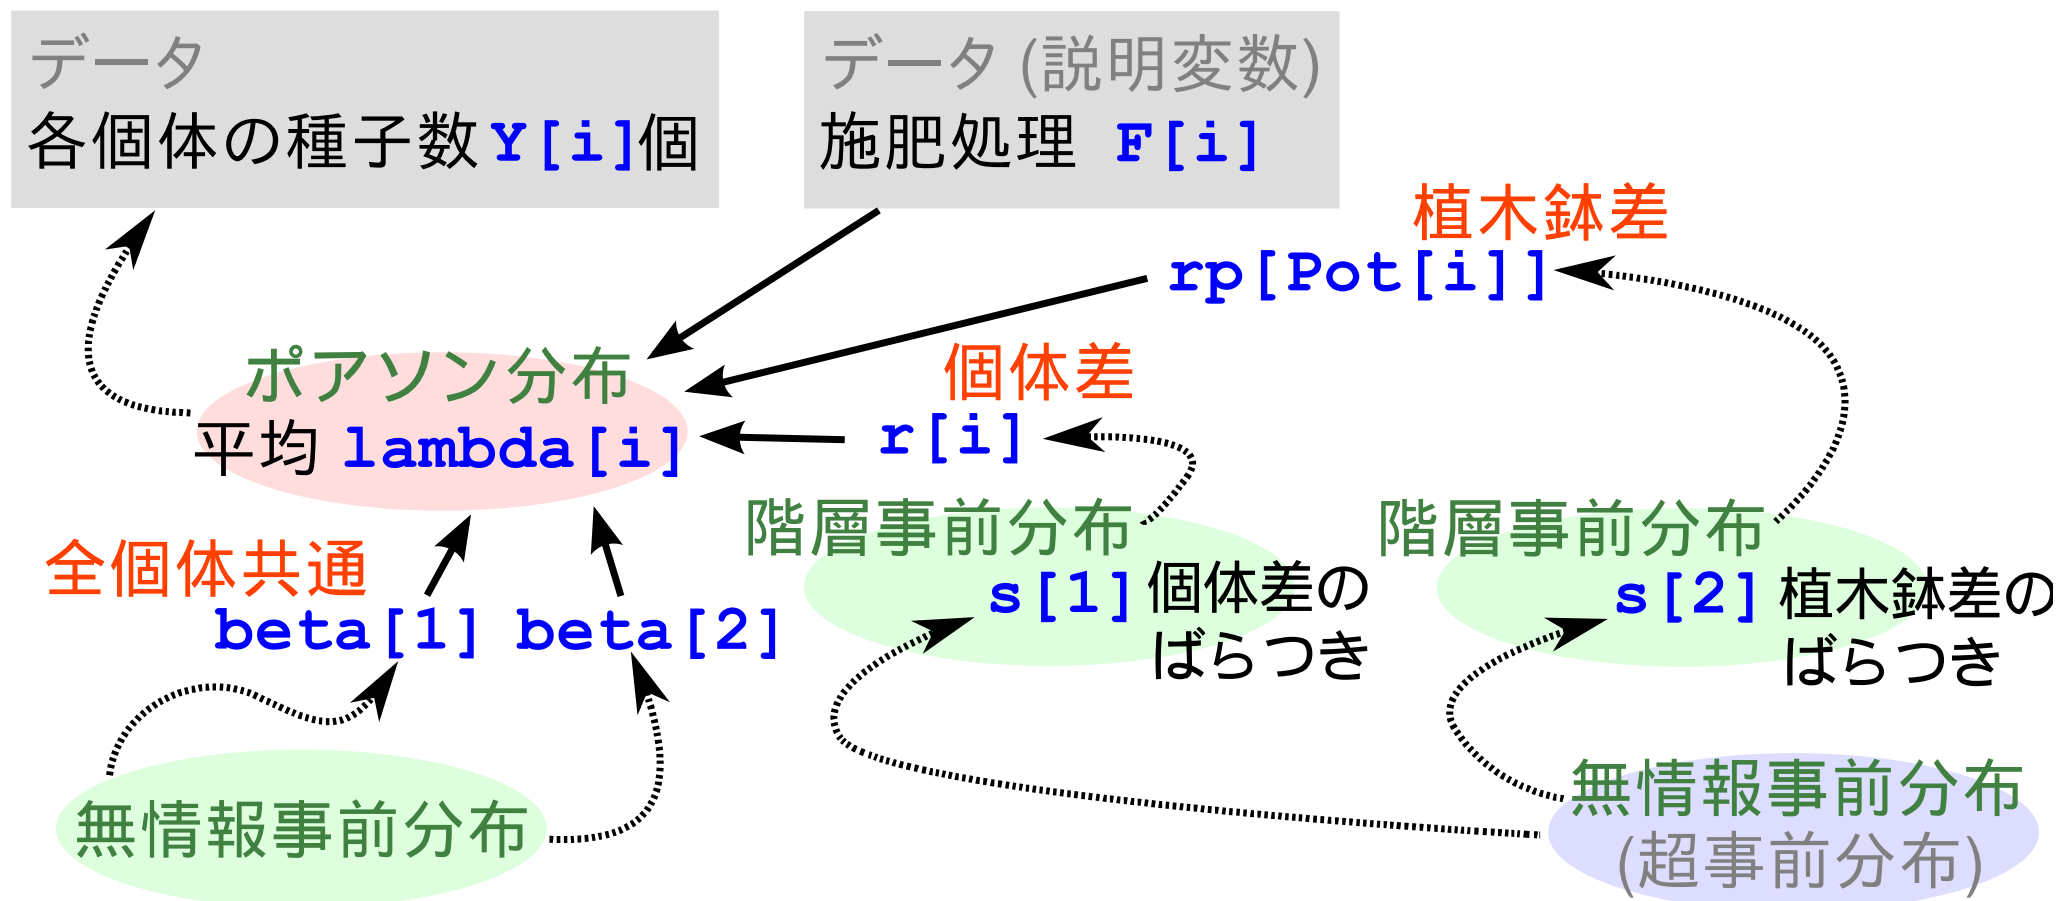 データ
各個体の種子数 Y[i]個
データ (説明変数)
施肥処理 F[i]
植木鉢差
rp[Pot[i]]
ポアソン分布
平均 lambda[i]
個体差
r[i]
全個体共通
beta[1] beta[2]
階層事前分布
s[1] 個体差の
ばらつき
階層事前分布
s[2] 植木鉢差の
ばらつき
無情報事前分布
無情報事前分布
(超事前分布)